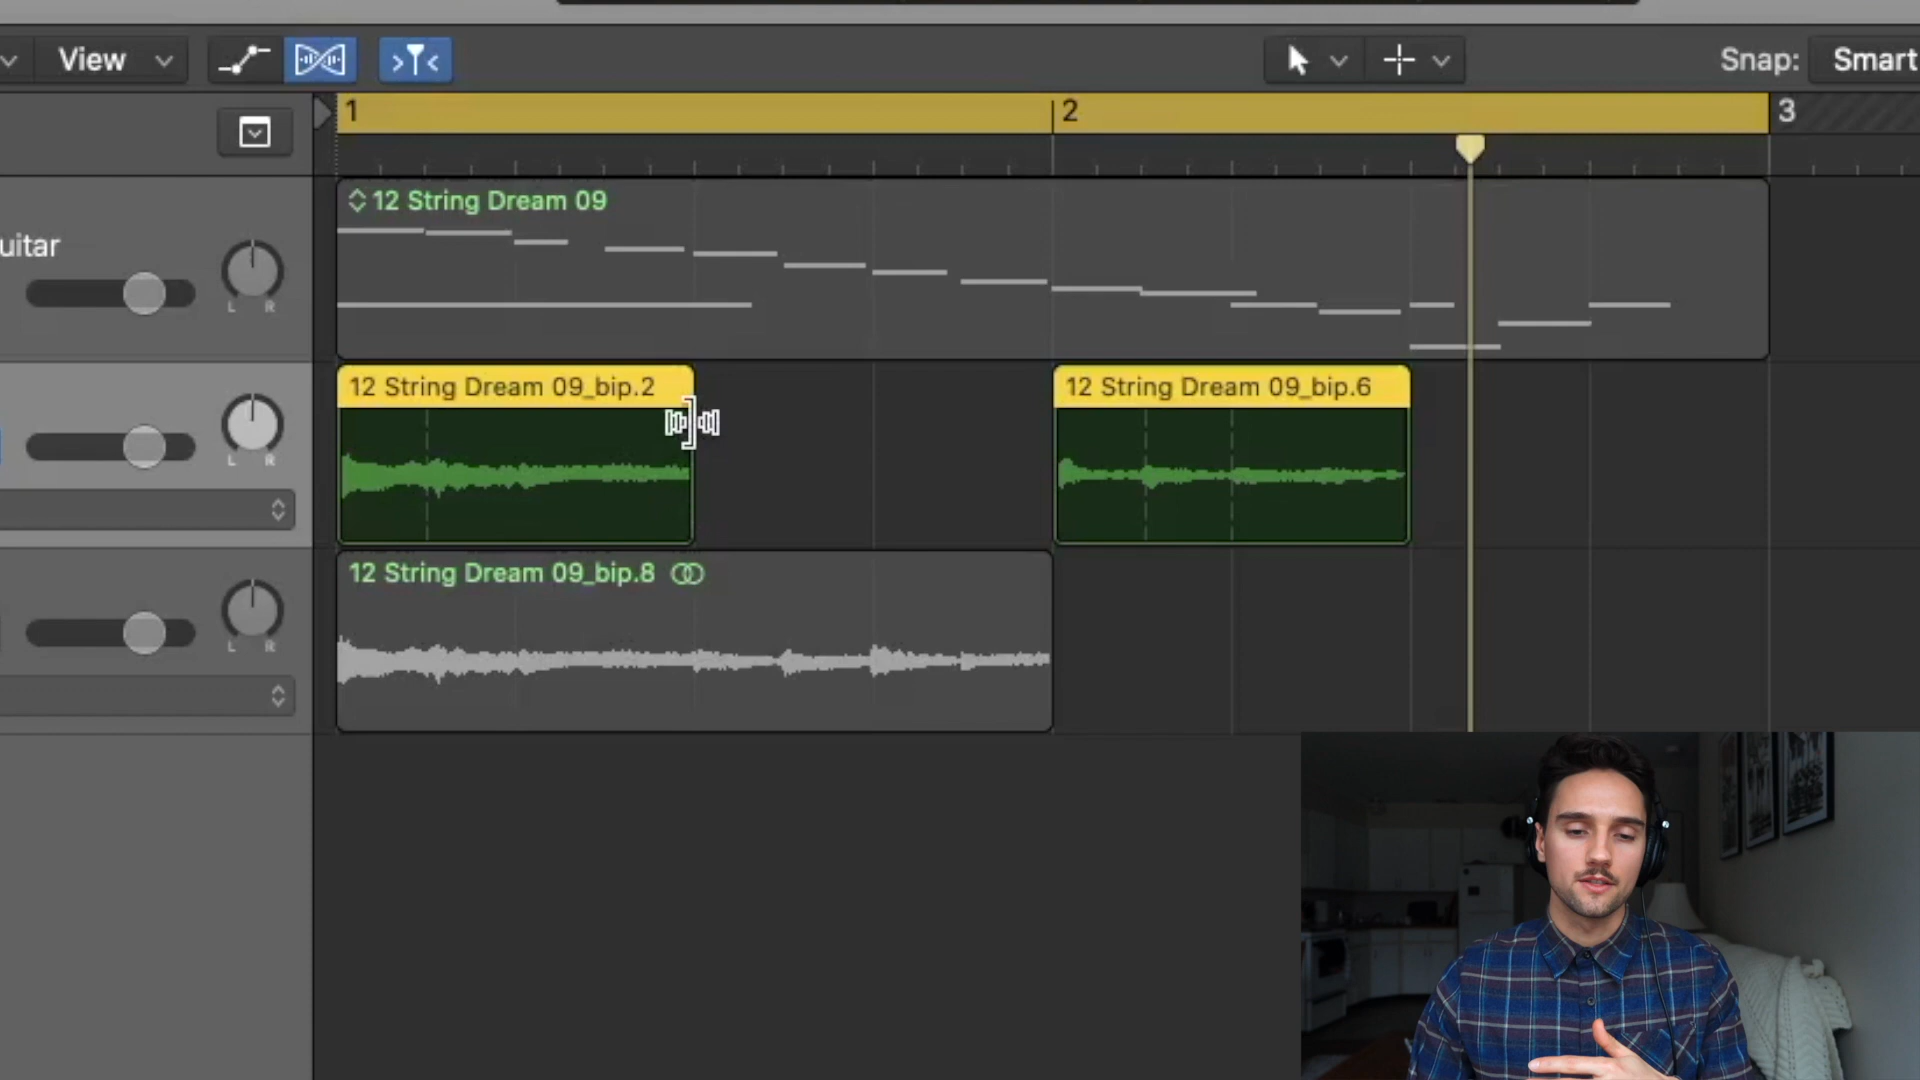 View
Snap: Smart
1
2
3
12 String Dream 09
uitar
L R
12 String Dream 09_bip.2
12 String Dream 09_bip.6
L R
12 String Dream 09_bip.8
L R